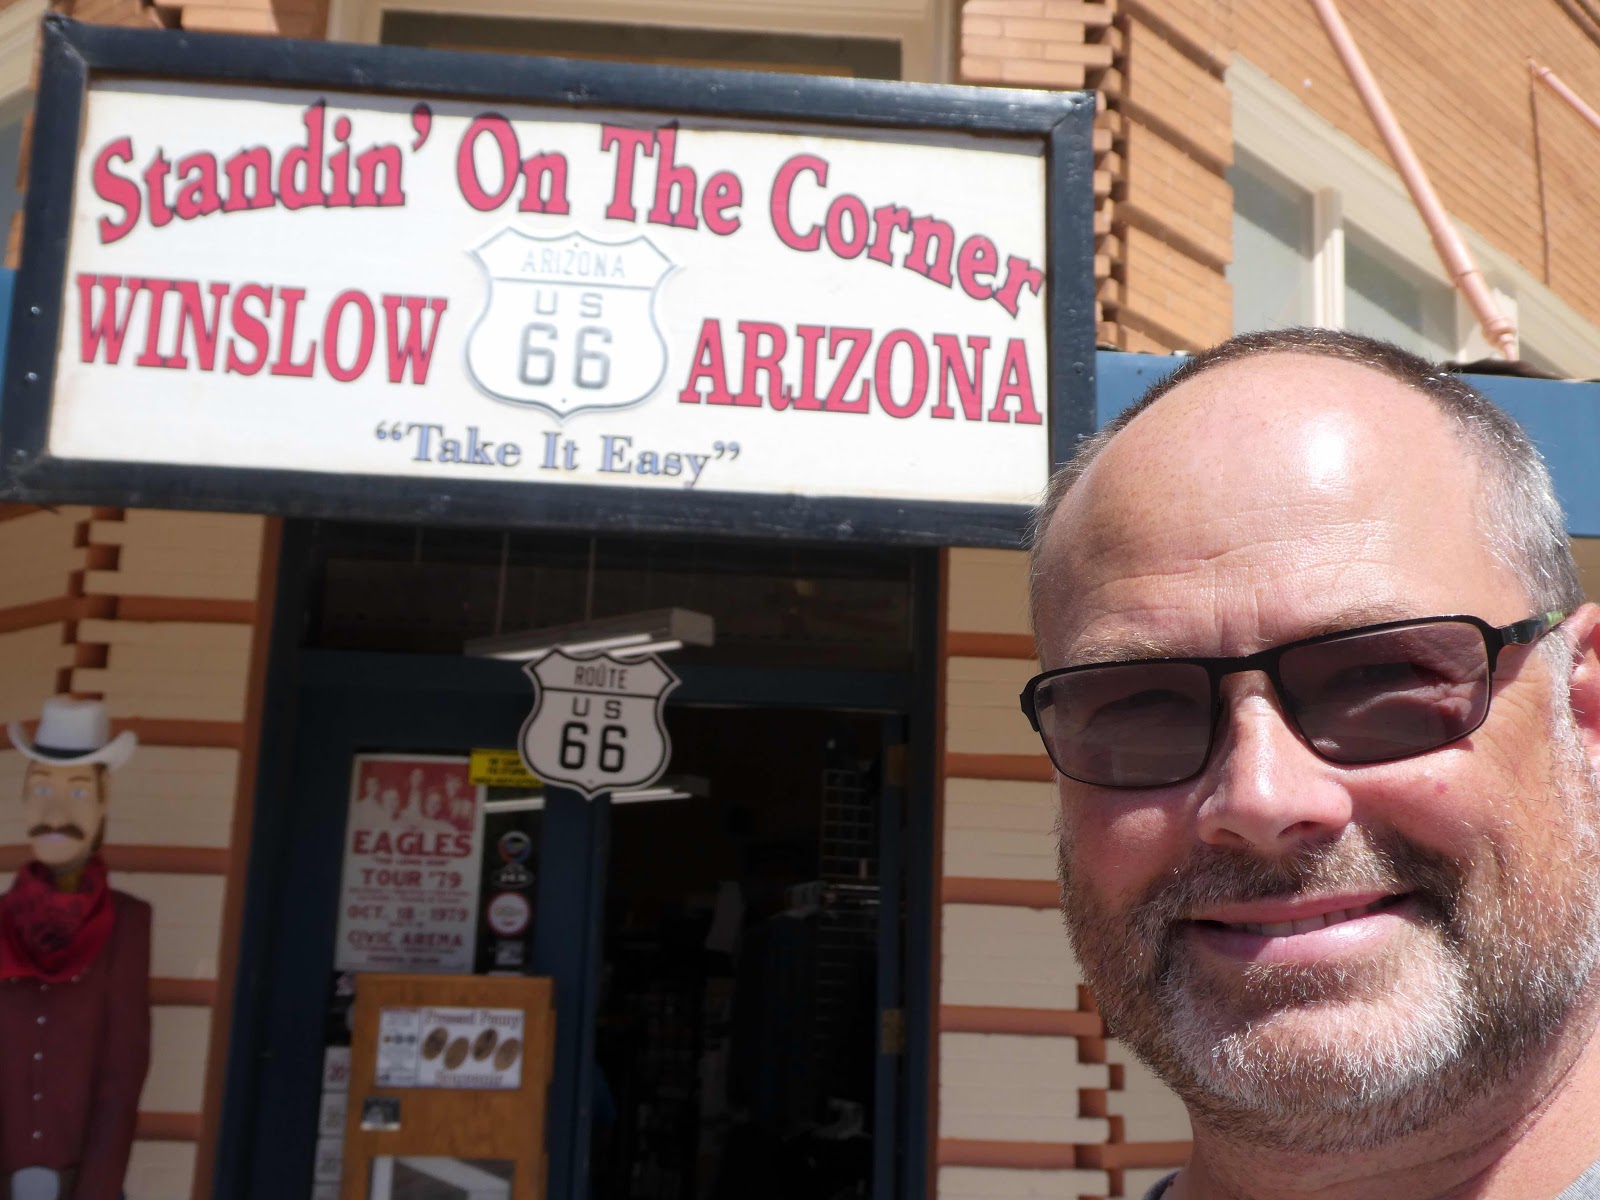 Standin' On The Corner
WINSLOW
ARIZONA
US
66
ARIZONA
"Take It Easy"
ROUTE
US
66
EAGLES
TOUR '79
OCT. 18 - 1979
CIVIC ARENA
Pressed Penny
Souvenir